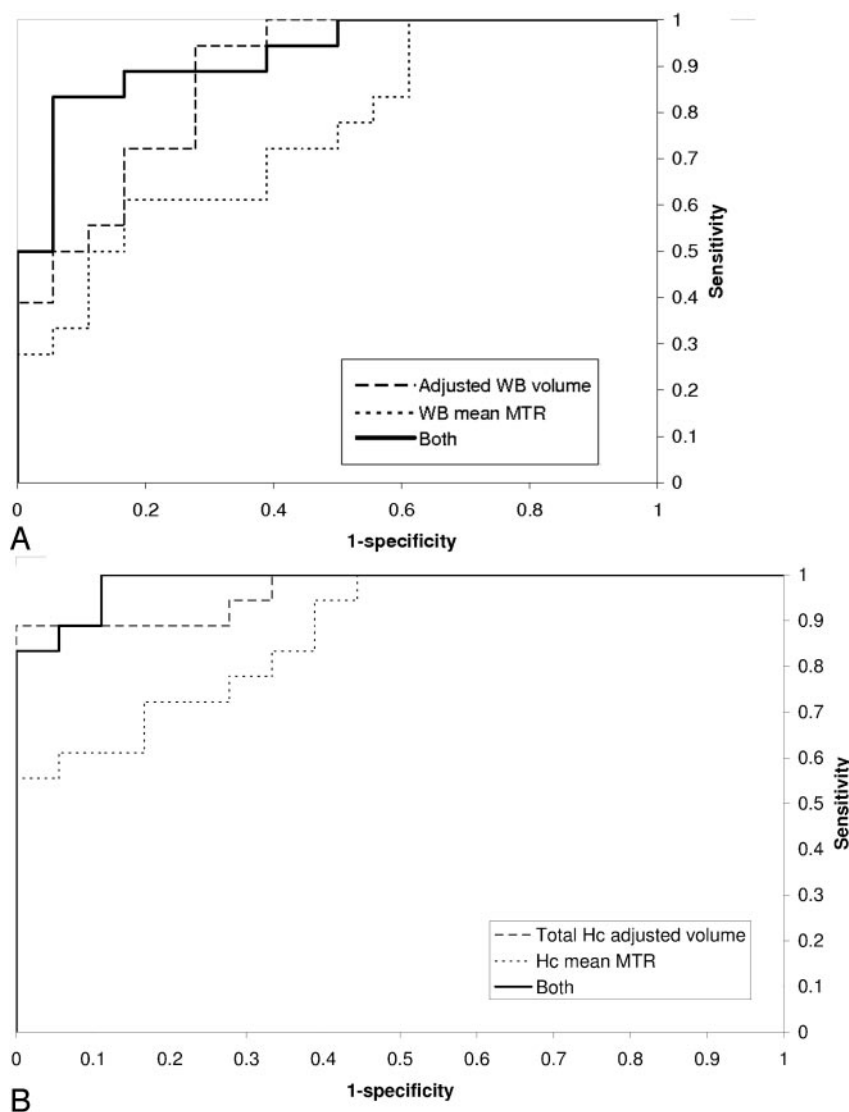 1
0.9
0.8
0.7
0.6
0.5
0.4
0.3
0.2
0.1
0
Sensitivity
Adjusted WB volume
WB mean MTR
Both
0 0.2 0.4 0.6 0.8 1
1-specificity
A
1
0.9
0.8
0.7
0.6
0.5
0.4
0.3
0.2
0.1
0
Sensitivity
Total Hc adjusted volume
Hc mean MTR
Both
0 0.1 0.2 0.3 0.4 0.5 0.6 0.7 0.8 0.9 1
1-specificity
B